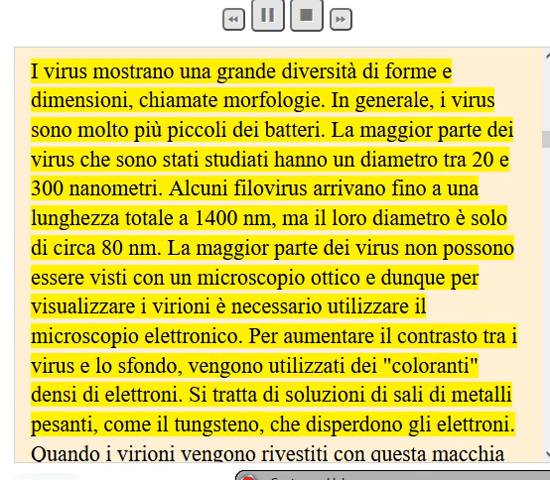 I virus mostrano una grande diversità di forme e
dimensioni, chiamate morfologie. In generale, i virus
sono molto più piccoli dei batteri. La maggior parte dei
virus che sono stati studiati hanno un diametro tra 20 e
300 nanometri. Alcuni filovirus arrivano fino a una
lunghezza totale a 1400 nm, ma il loro diametro è solo
di circa 80 nm. La maggior parte dei virus non possono
essere visti con un microscopio ottico e dunque per
visualizzare i virioni è necessario utilizzare il
microscopio elettronico. Per aumentare il contrasto tra i
virus e lo sfondo, vengono utilizzati dei "coloranti"
densi di elettroni. Si tratta di soluzioni di sali di metalli
pesanti, come il tungsteno, che disperdono gli elettroni.
Quando i virioni vengono rivestiti con questa macchia